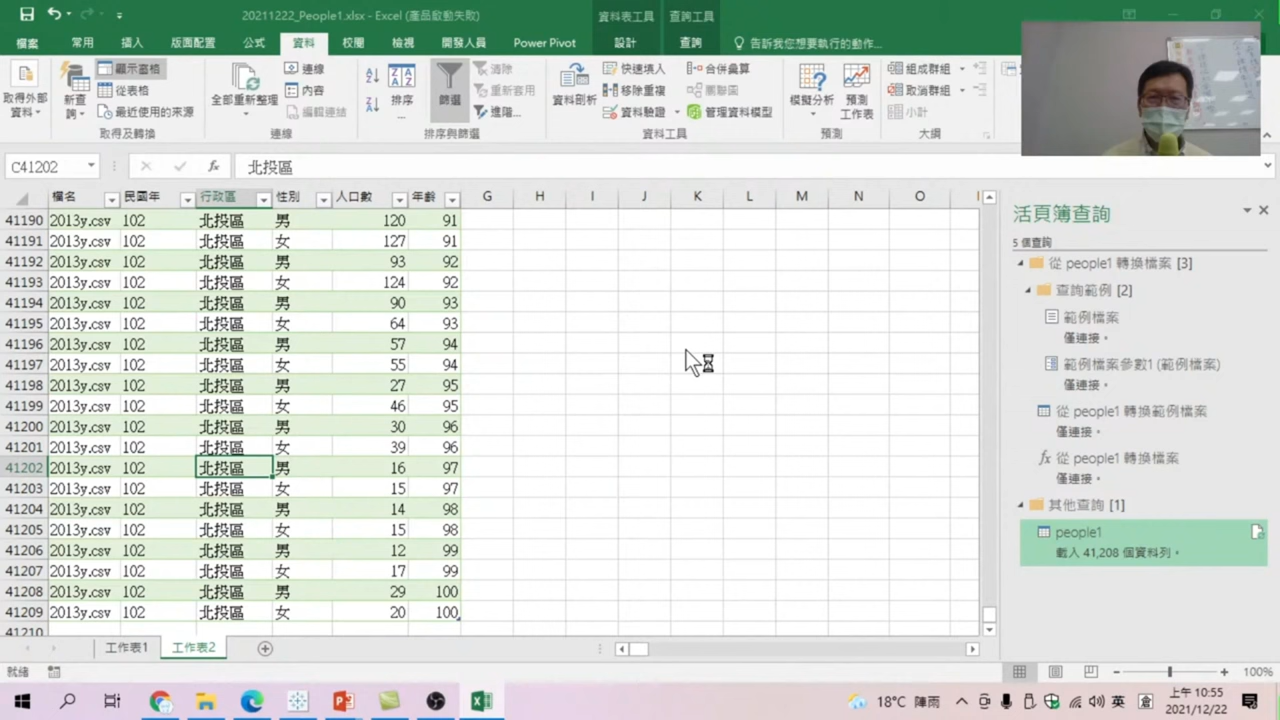 20211222_People1.xlsx - Excel (產品啟動失敗)
資料表工具 查詢工具
檔案 常用 插入 版面配置 公式 資料 校閱 檢視 開發人員 Power Pivot 設計 查詢 告訴我您想要執行的動作...
取得外部資料 新查詢 顯示窗格 從表格 最近使用的來源 取得及轉換
全部重新整理 連線 內容 編輯連結 連線
排序 篩選 清除 重新套用 進階... 排序與篩選
資料剖析 快速填入 移除重複 資料驗證 合併彙算 關聯圖 管理資料模型 資料工具
模擬分析 預測工作表 預測
組成群組 取消群組 小計 大綱
C41202 fx 北投區
檔名 民國年 行政區 性別 人口數 年齡 G H I J K L M N O
41190 2013y.csv 102 北投區 男 120 91
41191 2013y.csv 102 北投區 女 127 91
41192 2013y.csv 102 北投區 男 93 92
41193 2013y.csv 102 北投區 女 124 92
41194 2013y.csv 102 北投區 男 90 93
41195 2013y.csv 102 北投區 女 64 93
41196 2013y.csv 102 北投區 男 57 94
41197 2013y.csv 102 北投區 女 55 94
41198 2013y.csv 102 北投區 男 27 95
41199 2013y.csv 102 北投區 女 46 95
41200 2013y.csv 102 北投區 男 30 96
41201 2013y.csv 102 北投區 女 39 96
41202 2013y.csv 102 北投區 男 16 97
41203 2013y.csv 102 北投區 女 15 97
41204 2013y.csv 102 北投區 男 14 98
41205 2013y.csv 102 北投區 女 15 98
41206 2013y.csv 102 北投區 男 12 99
41207 2013y.csv 102 北投區 女 17 99
41208 2013y.csv 102 北投區 男 29 100
41209 2013y.csv 102 北投區 女 20 100
41210
活頁簿查詢
5 個查詢
從 people1 轉換檔案 [3]
查詢範例 [2]
範例檔案
僅連接。
範例檔案參數1 (範例檔案)
僅連接。
從 people1 轉換範例檔案
僅連接。
fx 從 people1 轉換檔案
僅連接。
其他查詢 [1]
people1
載入 41,208 個資料列。
工作表1 工作表2
就緒 100%
18°C 陣雨 英 上午 10:55
2021/12/22